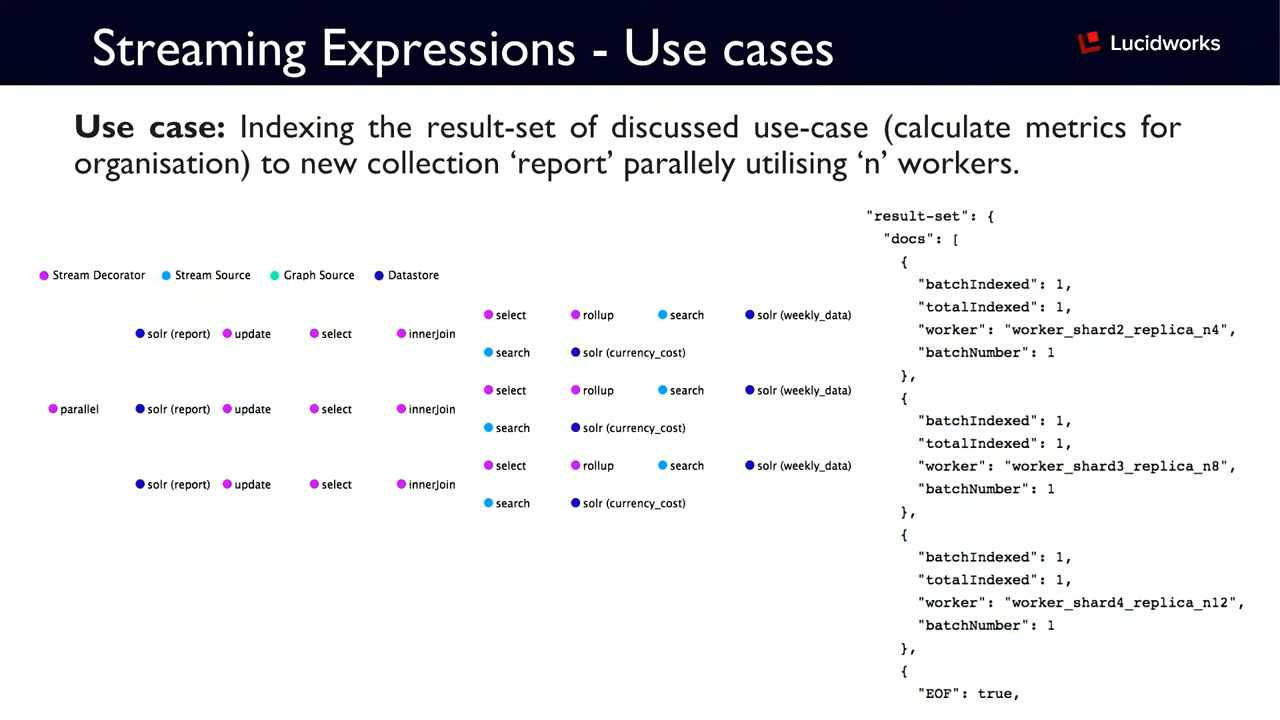 Streaming Expressions - Use cases
Lucidworks
Use case: Indexing the result-set of discussed use-case (calculate metrics for
organisation) to new collection ‘report’ parallely utilising ‘n’ workers.
Stream Decorator Stream Source Graph Source Datastore
select rollup search solr (weekly_data)
solr (report) update select innerJoin
search solr (currency_cost)
select rollup search solr (weekly_data)
parallel solr (report) update select innerJoin
search solr (currency_cost)
select rollup search solr (weekly_data)
solr (report) update select innerJoin
search solr (currency_cost)
"result-set": {
"docs": [
{
"batchIndexed": 1,
"totalIndexed": 1,
"worker": "worker_shard2_replica_n4",
"batchNumber": 1
},
{
"batchIndexed": 1,
"totalIndexed": 1,
"worker": "worker_shard3_replica_n8",
"batchNumber": 1
},
{
"batchIndexed": 1,
"totalIndexed": 1,
"worker": "worker_shard4_replica_n12",
"batchNumber": 1
},
{
"EOF": true,